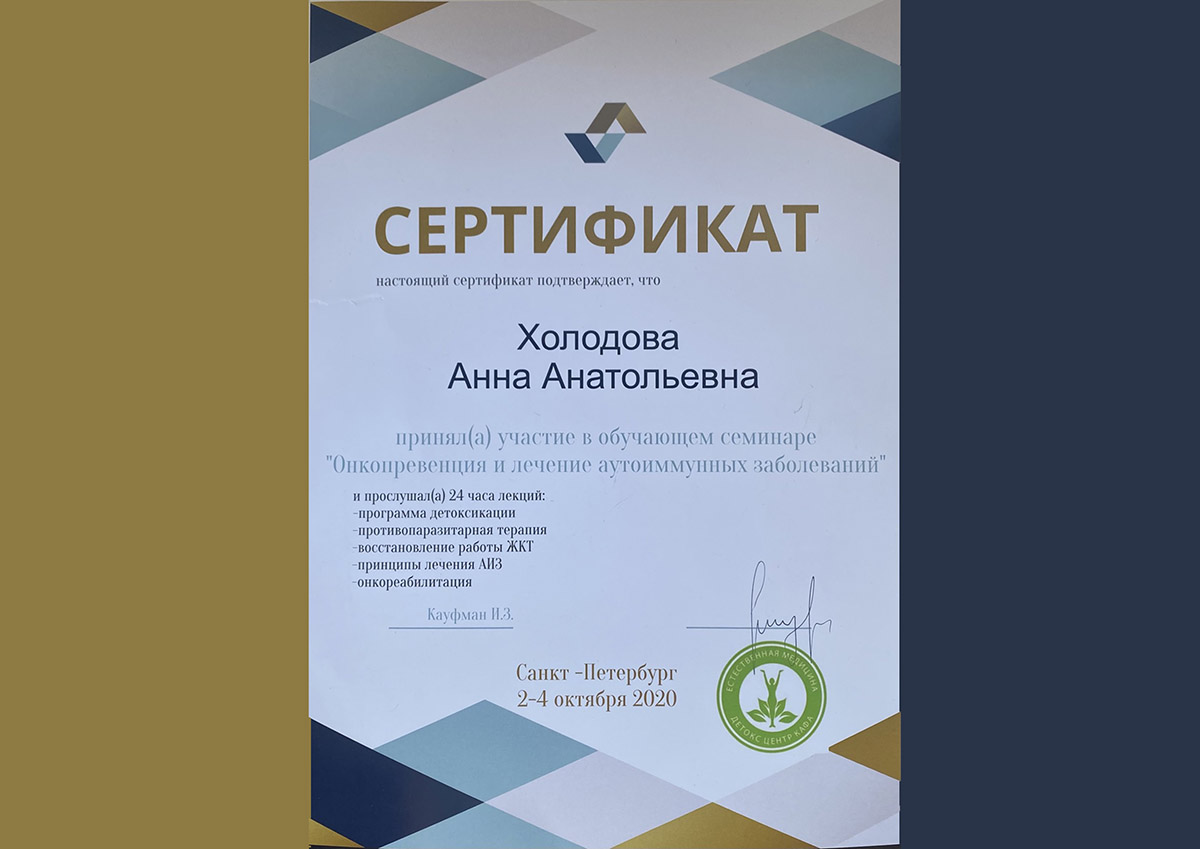 СЕРТИФИКАТ
настоящий сертификат подтверждает, что
Холодова
Анна Анатольевна
принял(а) участие в обучающем семинаре
"Онкопревенция и лечение аутоиммунных заболеваний"
и прослушал(а) 24 часа лекций:
-программа детоксикации
-противопаразитарная терапия
-восстановление работы ЖКТ
-принципы лечения АИЗ
-онкореабилитация
Кауфман И.З.
Санкт -Петербург
2-4 октября 2020
ЕСТЕСТВЕННАЯ МЕДИЦИНА
ДЕТОКС ЦЕНТР КАФА